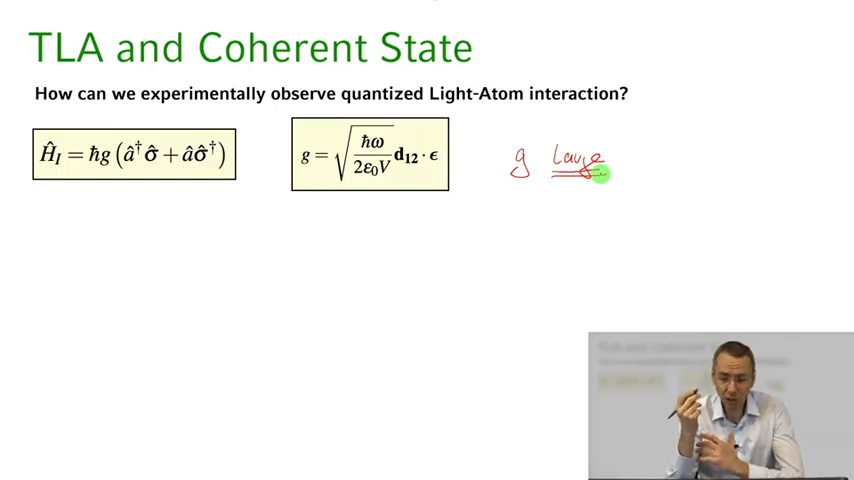 TLA and Coherent State
How can we experimentally observe quantized Light-Atom interaction?
Ĥ_I = ħg (â†σ̂ + âσ̂†)
g = √(ħω / 2ε₀V) d₁₂ · ϵ
g large